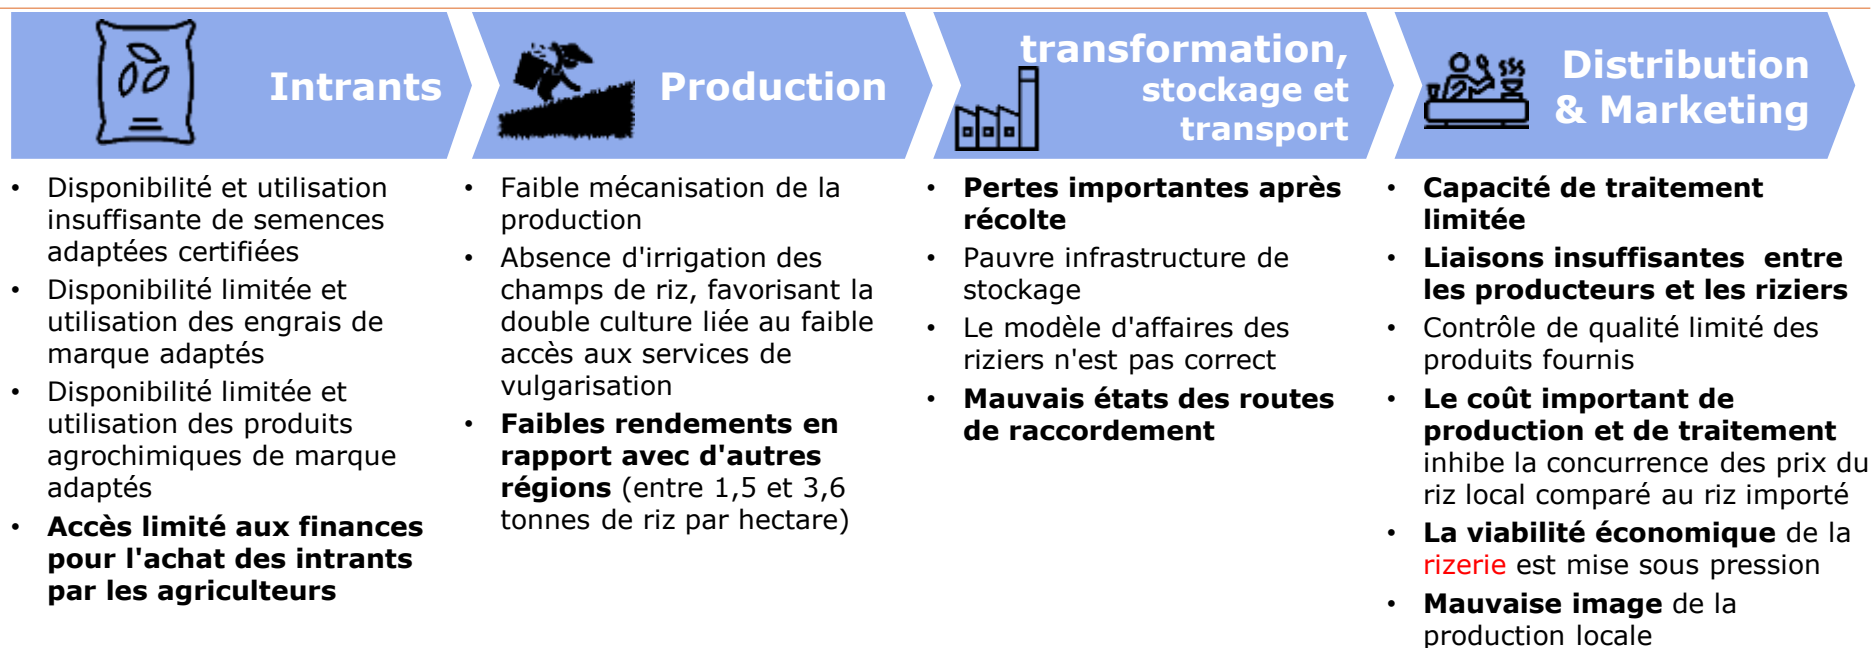 Intrants
Disponibilité et utilisation
insuffisante de semences
adaptées certifiées
Disponibilité limitée et
utilisation des engrais de
marque adaptés
Disponibilité limitée et
utilisation des produits
agrochimiques de marque
adaptés
Accès limité aux finances
pour l'achat des intrants
par les agriculteurs
Production
Faible mécanisation de la
production
Absence d'irrigation des
champs de riz, favorisant la
double culture liée au faible
accès aux services de
vulgarisation
Faibles rendements en
rapport avec d'autres
régions (entre 1,5 et 3,6
tonnes de riz par hectare)
transformation,
stockage et
transport
Pertes importantes après
récolte
Pauvre infrastructure de
stockage
Le modèle d'affaires des
riziers n'est pas correct
Mauvais états des routes
de raccordement
Distribution
& Marketing
Capacité de traitement
limitée
Liaisons insuffisantes entre
les producteurs et les riziers
Contrôle de qualité limité des
produits fournis
Le coût important de
production et de traitement
inhibe la concurrence des prix du
riz local comparé au riz importé
La viabilité économique de la
rizerie est mise sous pression
Mauvaise image de la
production locale